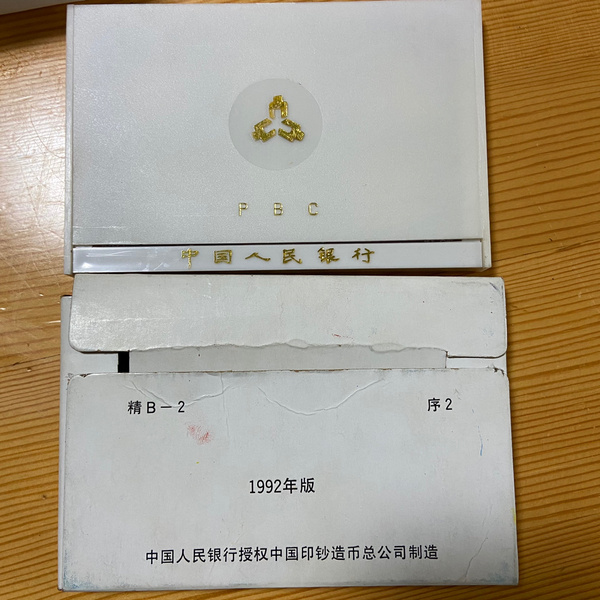 P B C
中国人民银行
精B-2 序2
1992年版
中国人民银行授权中国印钞造币总公司制造